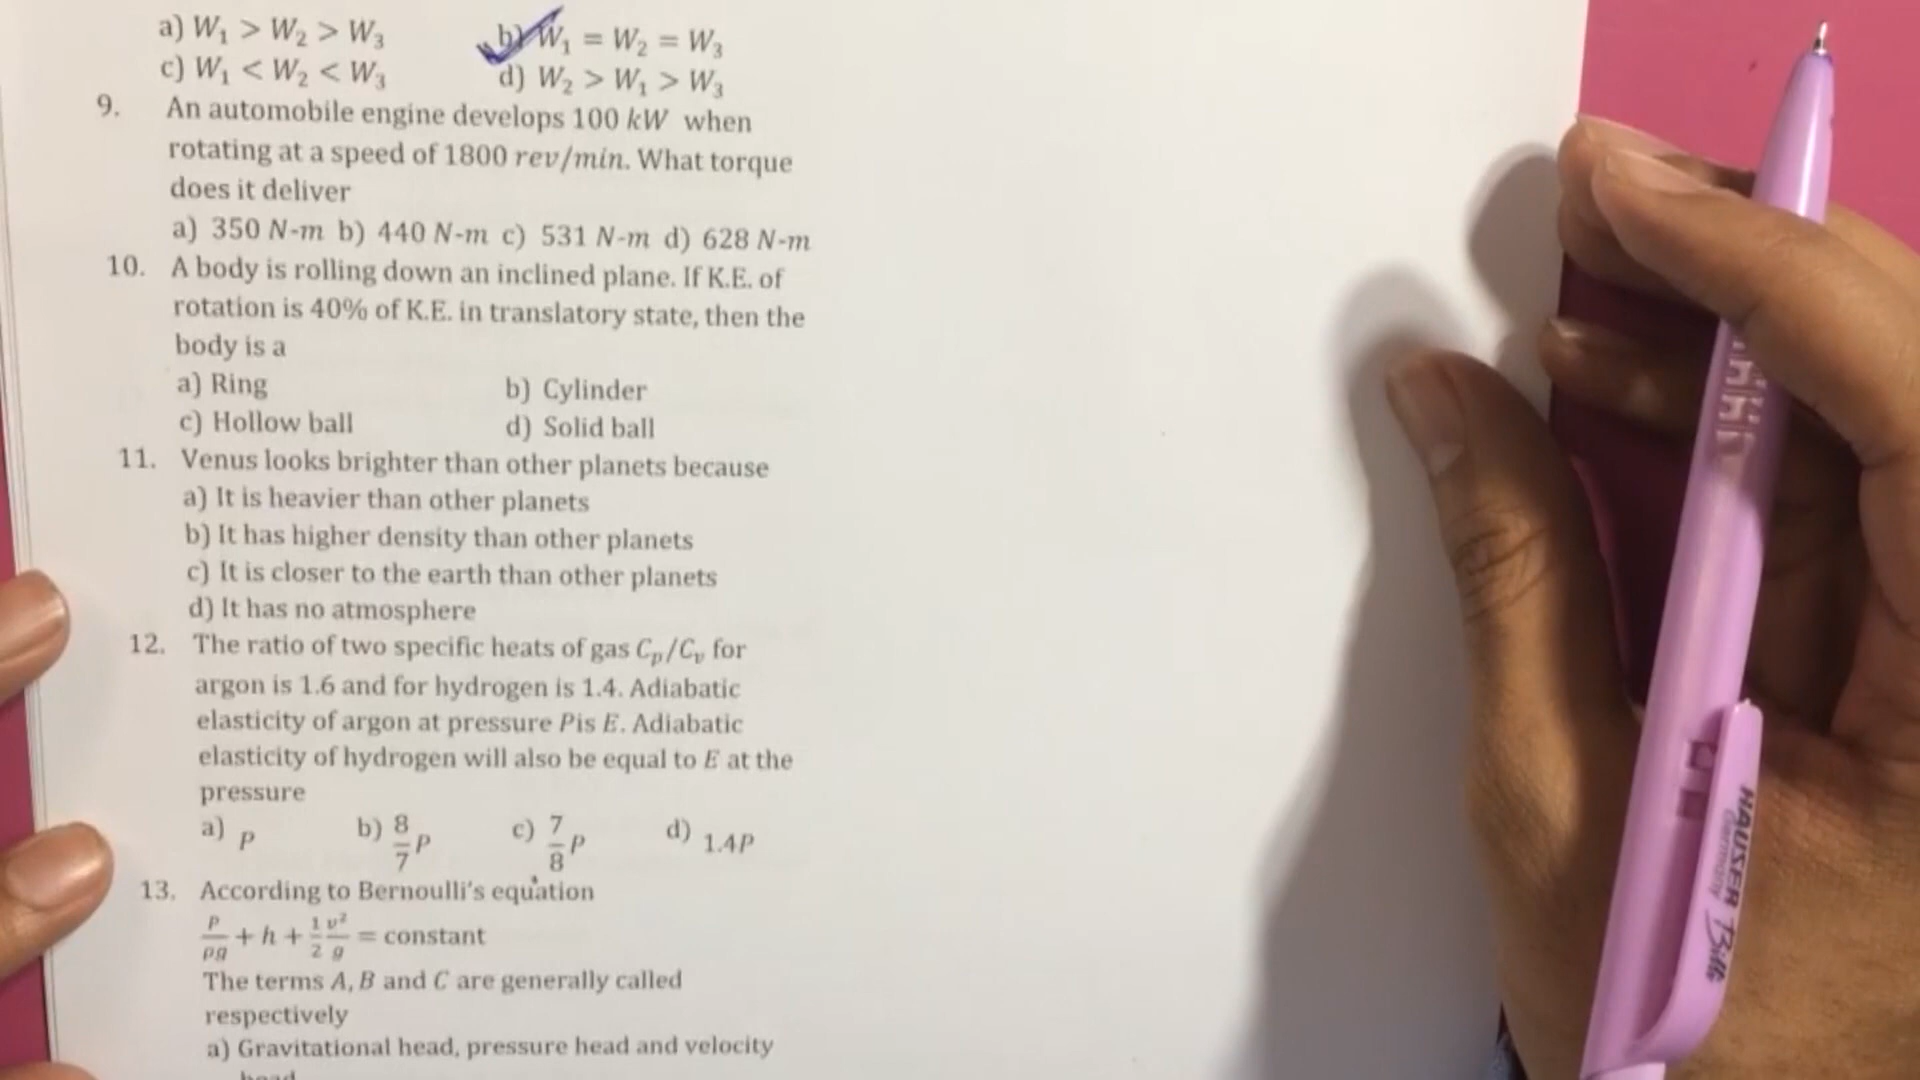 a) W₁ > W₂ > W₃ b) W₁ = W₂ = W₃
c) W₁ < W₂ < W₃ d) W₂ > W₁ > W₃
9. An automobile engine develops 100 kW when
rotating at a speed of 1800 rev/min. What torque
does it deliver
a) 350 N-m b) 440 N-m c) 531 N-m d) 628 N-m
10. A body is rolling down an inclined plane. If K.E. of
rotation is 40% of K.E. in translatory state, then the
body is a
a) Ring b) Cylinder
c) Hollow ball d) Solid ball
11. Venus looks brighter than other planets because
a) It is heavier than other planets
b) It has higher density than other planets
c) It is closer to the earth than other planets
d) It has no atmosphere
12. The ratio of two specific heats of gas Cₚ/Cᵥ for
argon is 1.6 and for hydrogen is 1.4. Adiabatic
elasticity of argon at pressure Pis E. Adiabatic
elasticity of hydrogen will also be equal to E at the
pressure
a) P b) 8/7 P c) 7/8 P d) 1.4P
13. According to Bernoulli's equation
P/ρg + h + 1/2 v²/g = constant
The terms A, B and C are generally called
respectively
a) Gravitational head, pressure head and velocity
head
HAUSER Billi
Germany